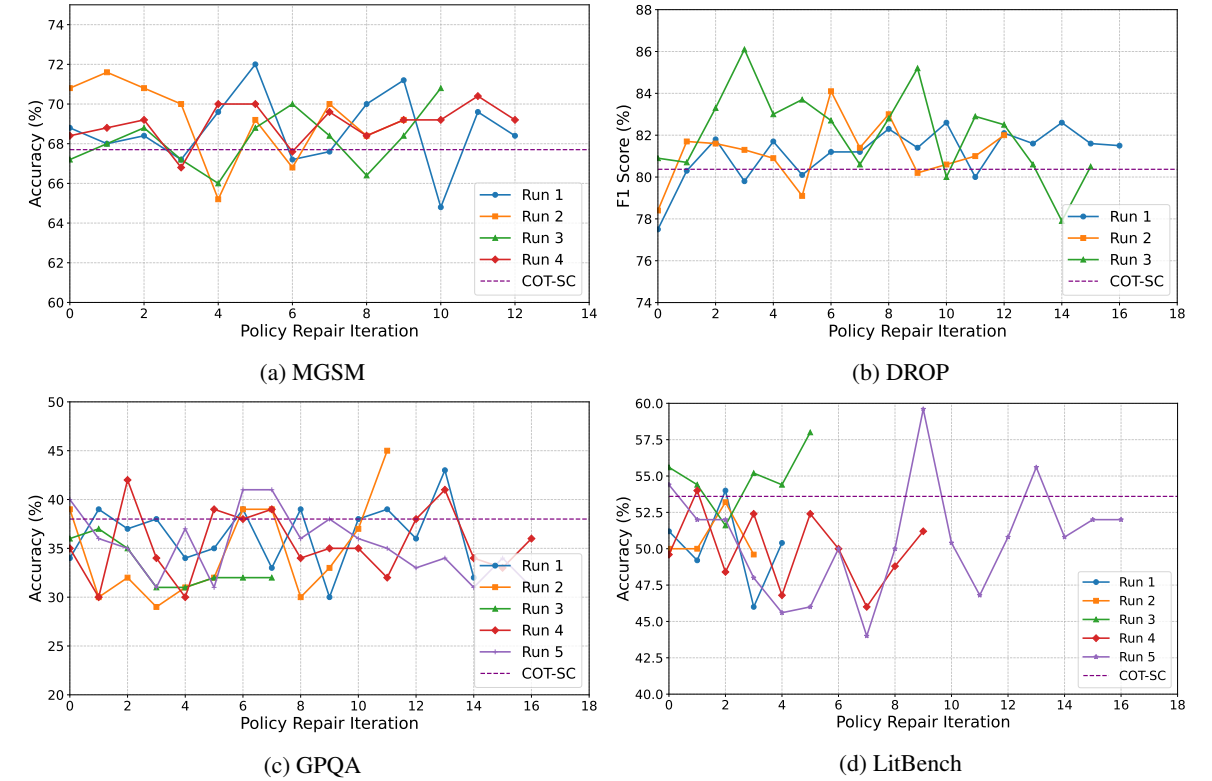 74
72
70
68
66
64
62
60
Accuracy (%)
0 2 4 6 8 10 12 14
Policy Repair Iteration
Run 1
Run 2
Run 3
Run 4
COT-SC
(a) MGSM
88
86
84
82
80
78
76
74
F1 Score (%)
0 2 4 6 8 10 12 14 16 18
Policy Repair Iteration
Run 1
Run 2
Run 3
COT-SC
(b) DROP
50
45
40
35
30
25
20
Accuracy (%)
0 2 4 6 8 10 12 14 16 18
Policy Repair Iteration
Run 1
Run 2
Run 3
Run 4
Run 5
COT-SC
(c) GPQA
60.0
57.5
55.0
52.5
50.0
47.5
45.0
42.5
40.0
Accuracy (%)
0 2 4 6 8 10 12 14 16 18
Policy Repair Iteration
Run 1
Run 2
Run 3
Run 4
Run 5
COT-SC
(d) LitBench